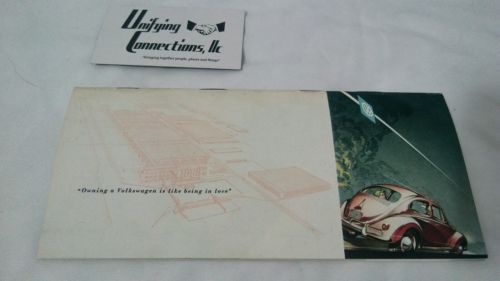 Unifying
Connections, llc
"Bringing together people, places and things"
"Owning a Volkswagen is like being in love"